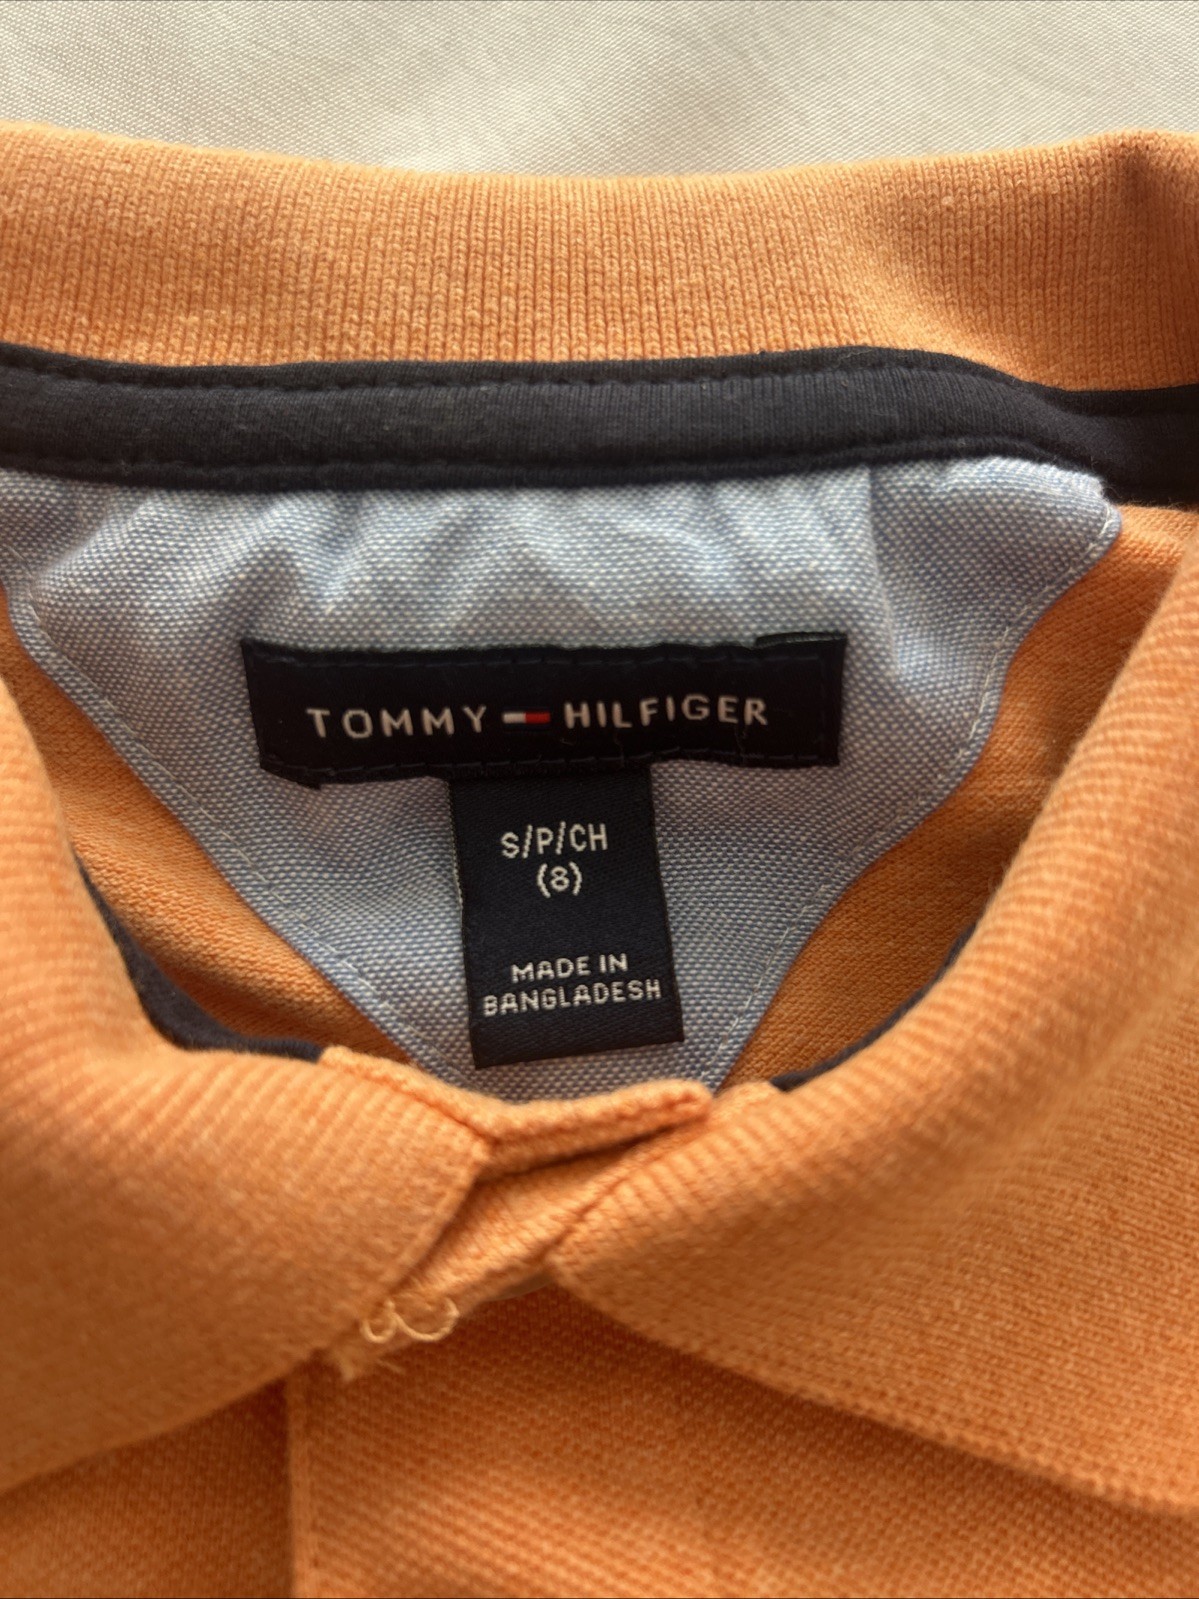 TOMMY HILFIGER
S/P/CH
(8)
MADE IN
BANGLADESH